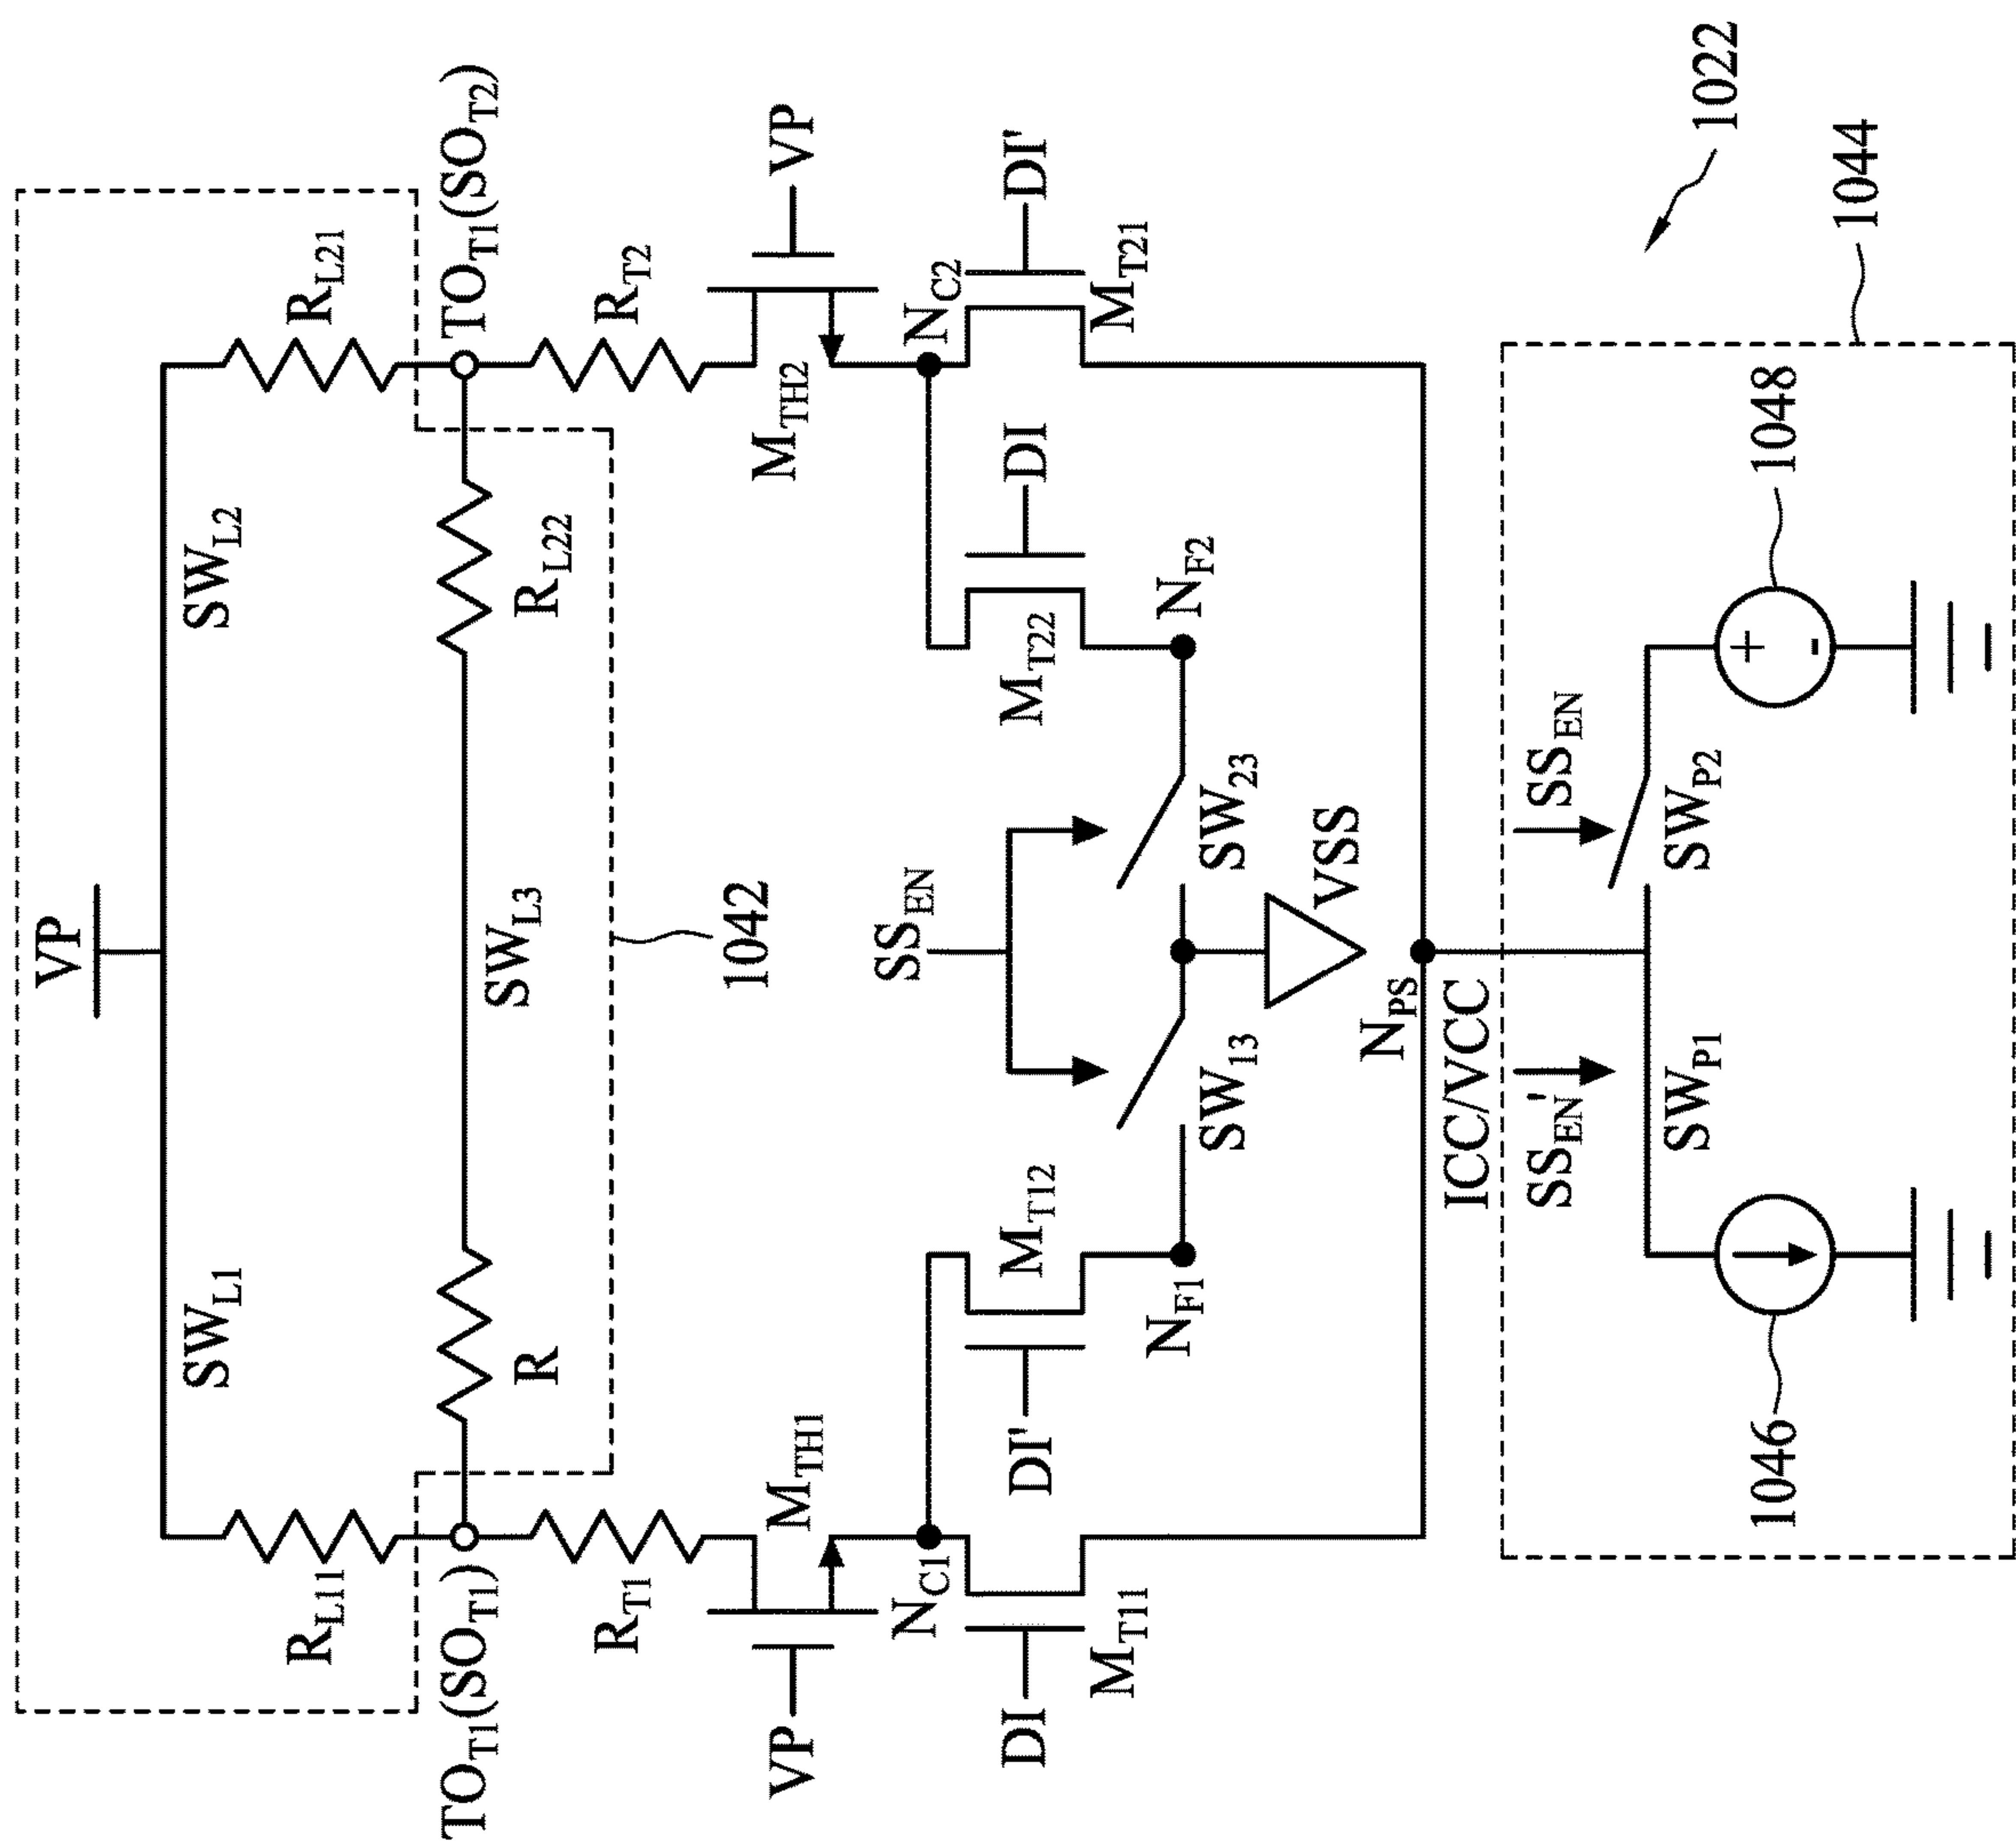 VP
SW_L1
SW_L2
R_L11
R_L21
TO_T1(SO_T1)
R
SW_L3
R_L22
TO_T1(SO_T2)
R_T1
1042
R_T2
VP
M_TH1
M_TH2
VP
N_C1
SS_EN
N_C2
DI
M_T11
DI'
M_T12
M_T22
DI
DI'
M_T21
N_F1
SW_13
SW_23
N_F2
VSS
N_PS
ICC/VCC
SS_EN'
SS_EN
SW_P1
SW_P2
1046
+
-
1048
1022
1044